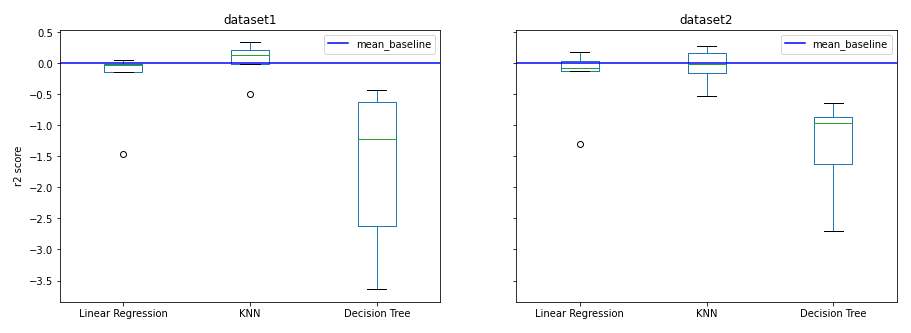 dataset1
dataset2
0.5
0.0
−0.5
−1.0
−1.5
−2.0
−2.5
−3.0
−3.5
r2 score
mean_baseline
mean_baseline
Linear Regression
KNN
Decision Tree
Linear Regression
KNN
Decision Tree